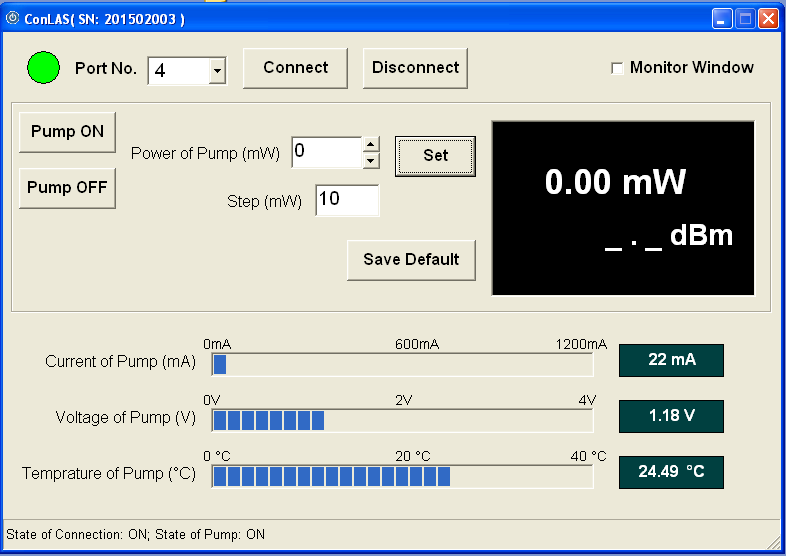 ConLAS( SN: 201502003 )
Port No. 4 Connect Disconnect Monitor Window
Pump ON
Power of Pump (mW) 0 Set
Pump OFF
Step (mW) 10
Save Default
0.00 mW
_ . _ dBm
0mA 600mA 1200mA
Current of Pump (mA) 22 mA
0V 2V 4V
Voltage of Pump (V) 1.18 V
0 °C 20 °C 40 °C
Temprature of Pump (°C) 24.49 °C
State of Connection: ON; State of Pump: ON